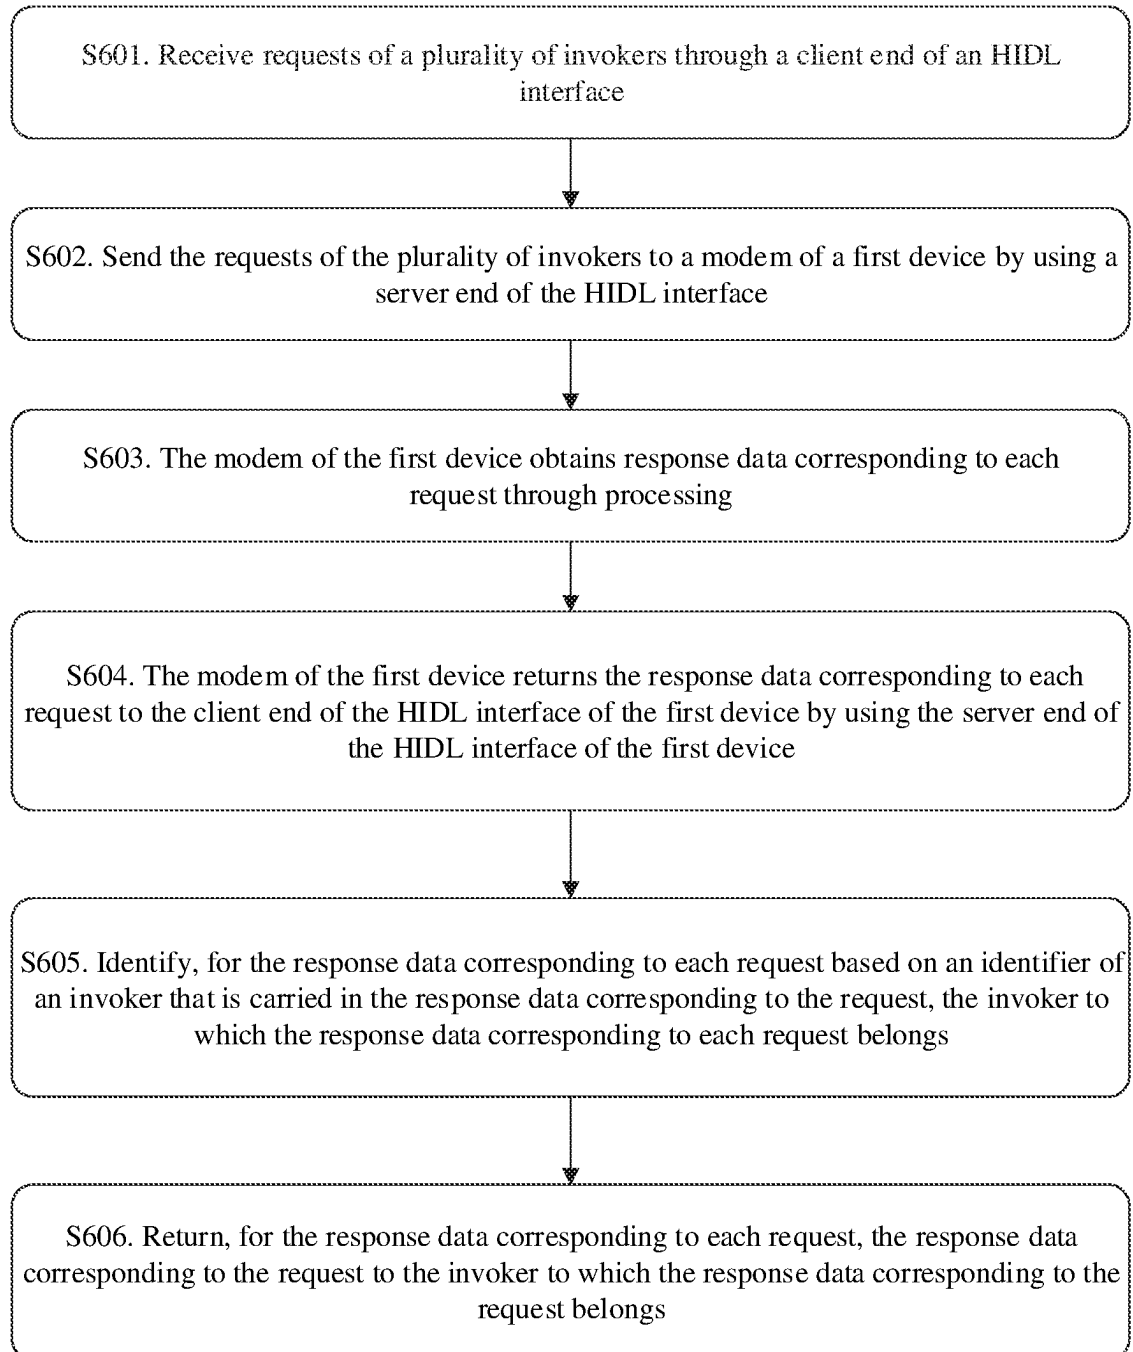 S601. Receive requests of a plurality of invokers through a client end of an HIDL
interface
S602. Send the requests of the plurality of invokers to a modem of a first device by using a
server end of the HIDL interface
S603. The modem of the first device obtains response data corresponding to each
request through processing
S604. The modem of the first device returns the response data corresponding to each
request to the client end of the HIDL interface of the first device by using the server end of
the HIDL interface of the first device
S605. Identify, for the response data corresponding to each request based on an identifier of
an invoker that is carried in the response data corresponding to the request, the invoker to
which the response data corresponding to each request belongs
S606. Return, for the response data corresponding to each request, the response data
corresponding to the request to the invoker to which the response data corresponding to the
request belongs